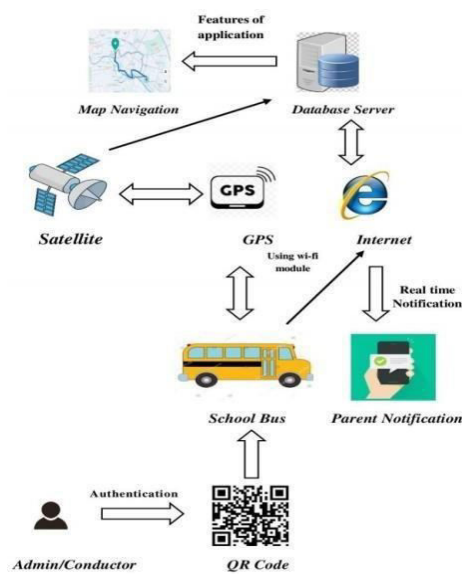 Features of
application
Map Navigation
Database Server
GPS
Satellite
GPS
Internet
Using wi-fi
module
Real time
Notification
School Bus
Parent Notification
Authentication
Admin/Conductor
QR Code